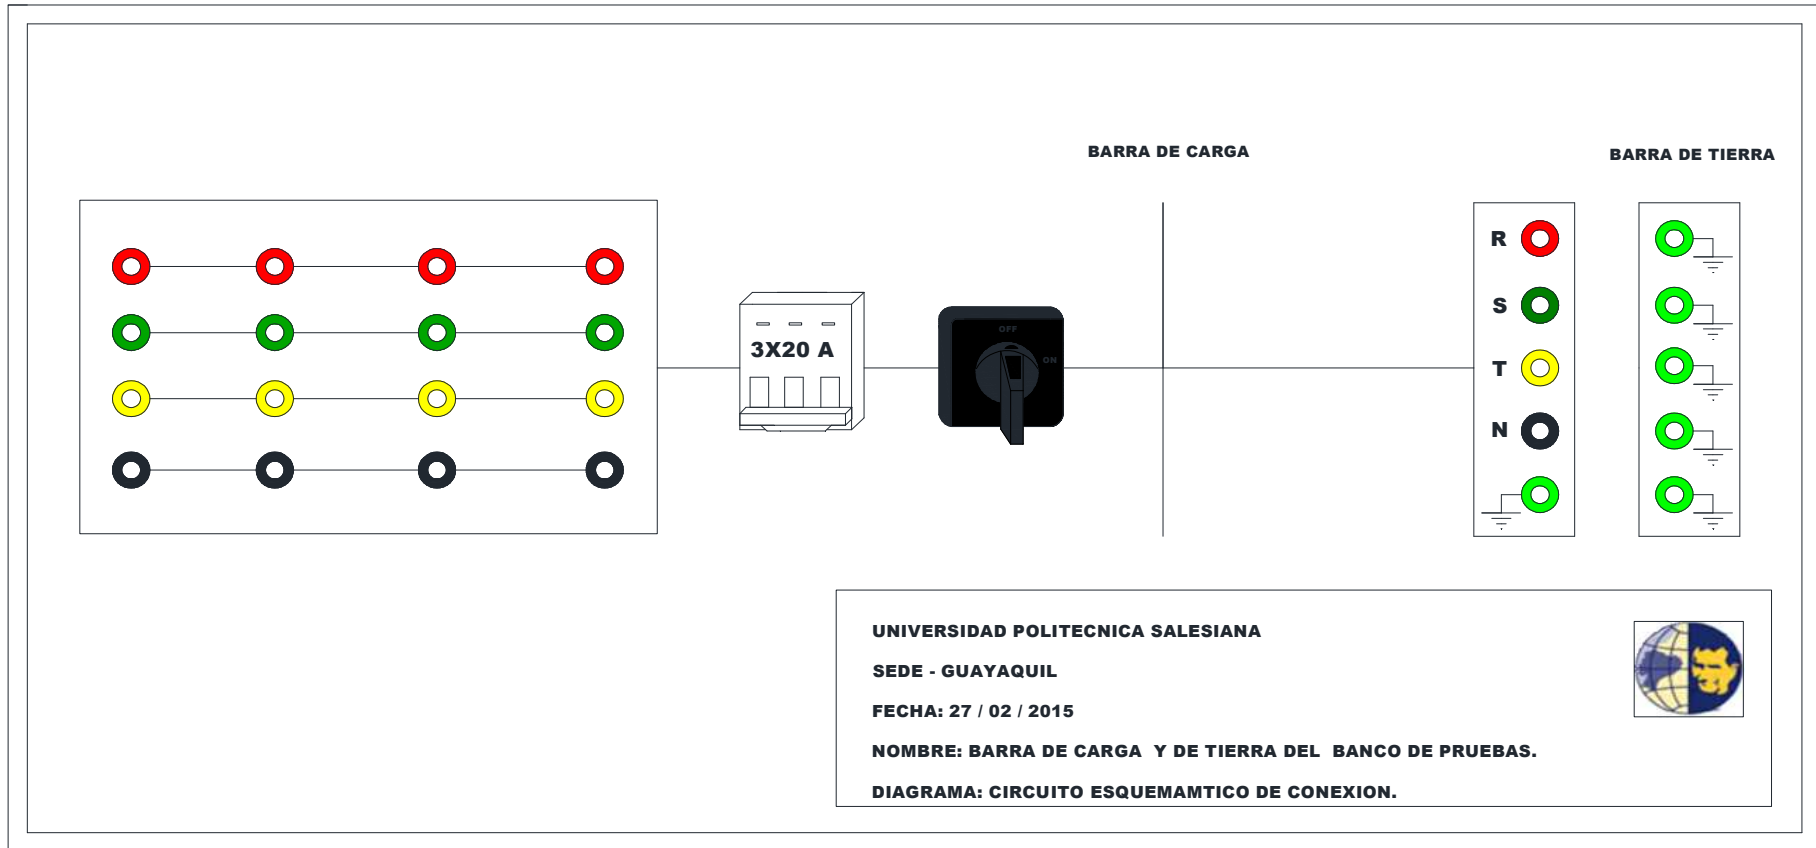 BARRA DE CARGA
BARRA DE TIERRA
R
S
T
N
3X20 A
OFF
ON
UNIVERSIDAD POLITECNICA SALESIANA
SEDE - GUAYAQUIL
FECHA: 27 / 02 / 2015
NOMBRE: BARRA DE CARGA Y DE TIERRA DEL BANCO DE PRUEBAS.
DIAGRAMA: CIRCUITO ESQUEMAMTICO DE CONEXION.